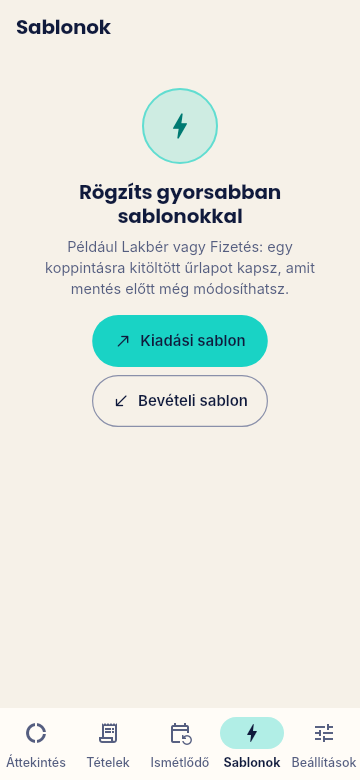 Sablonok
Rögzíts gyorsabban
sablonokkal
Például Lakbér vagy Fizetés: egy
koppintásra kitöltött űrlapot kapsz, amit
mentés előtt még módosíthatsz.
Kiadási sablon
Bevételi sablon
Áttekintés
Tételek
Ismétlődő
Sablonok
Beállítások